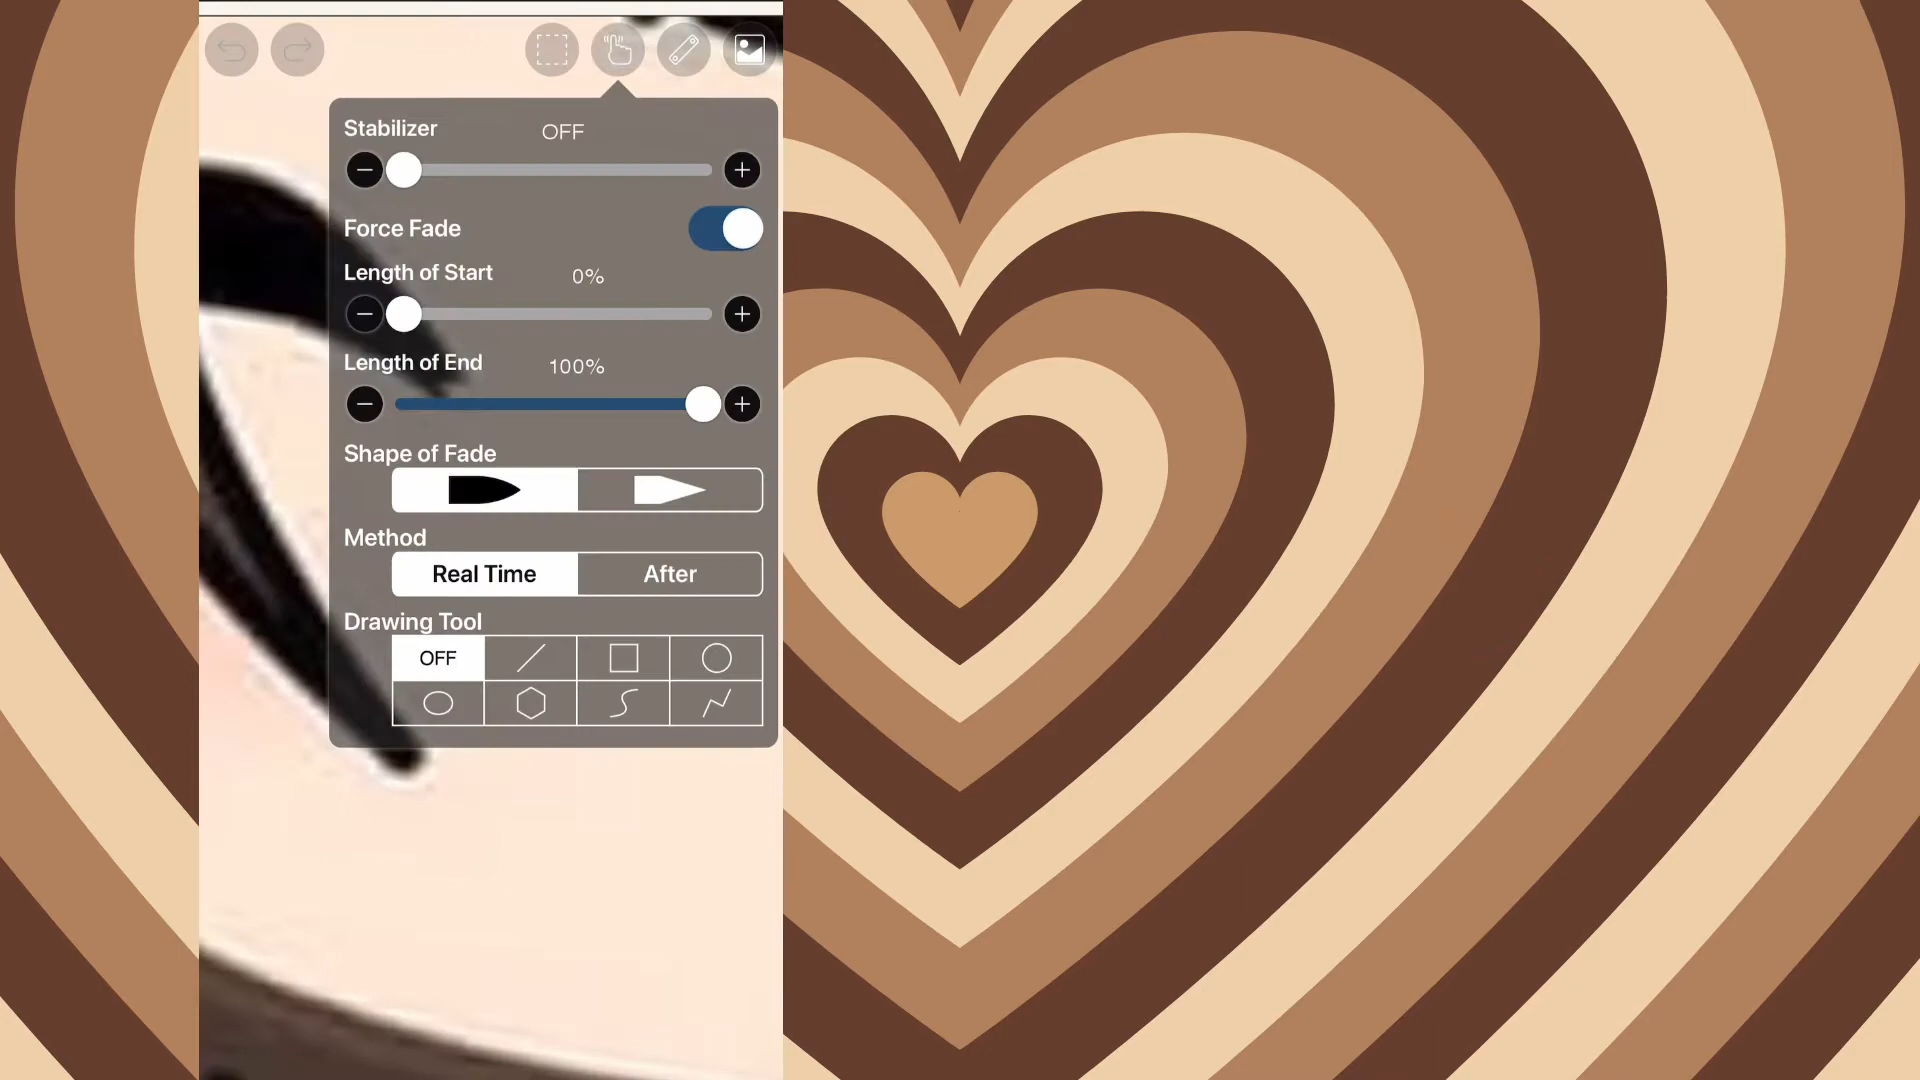 Stabilizer
OFF
Force Fade
Length of Start
0%
Length of End
100%
Shape of Fade
Method
Real Time
After
Drawing Tool
OFF